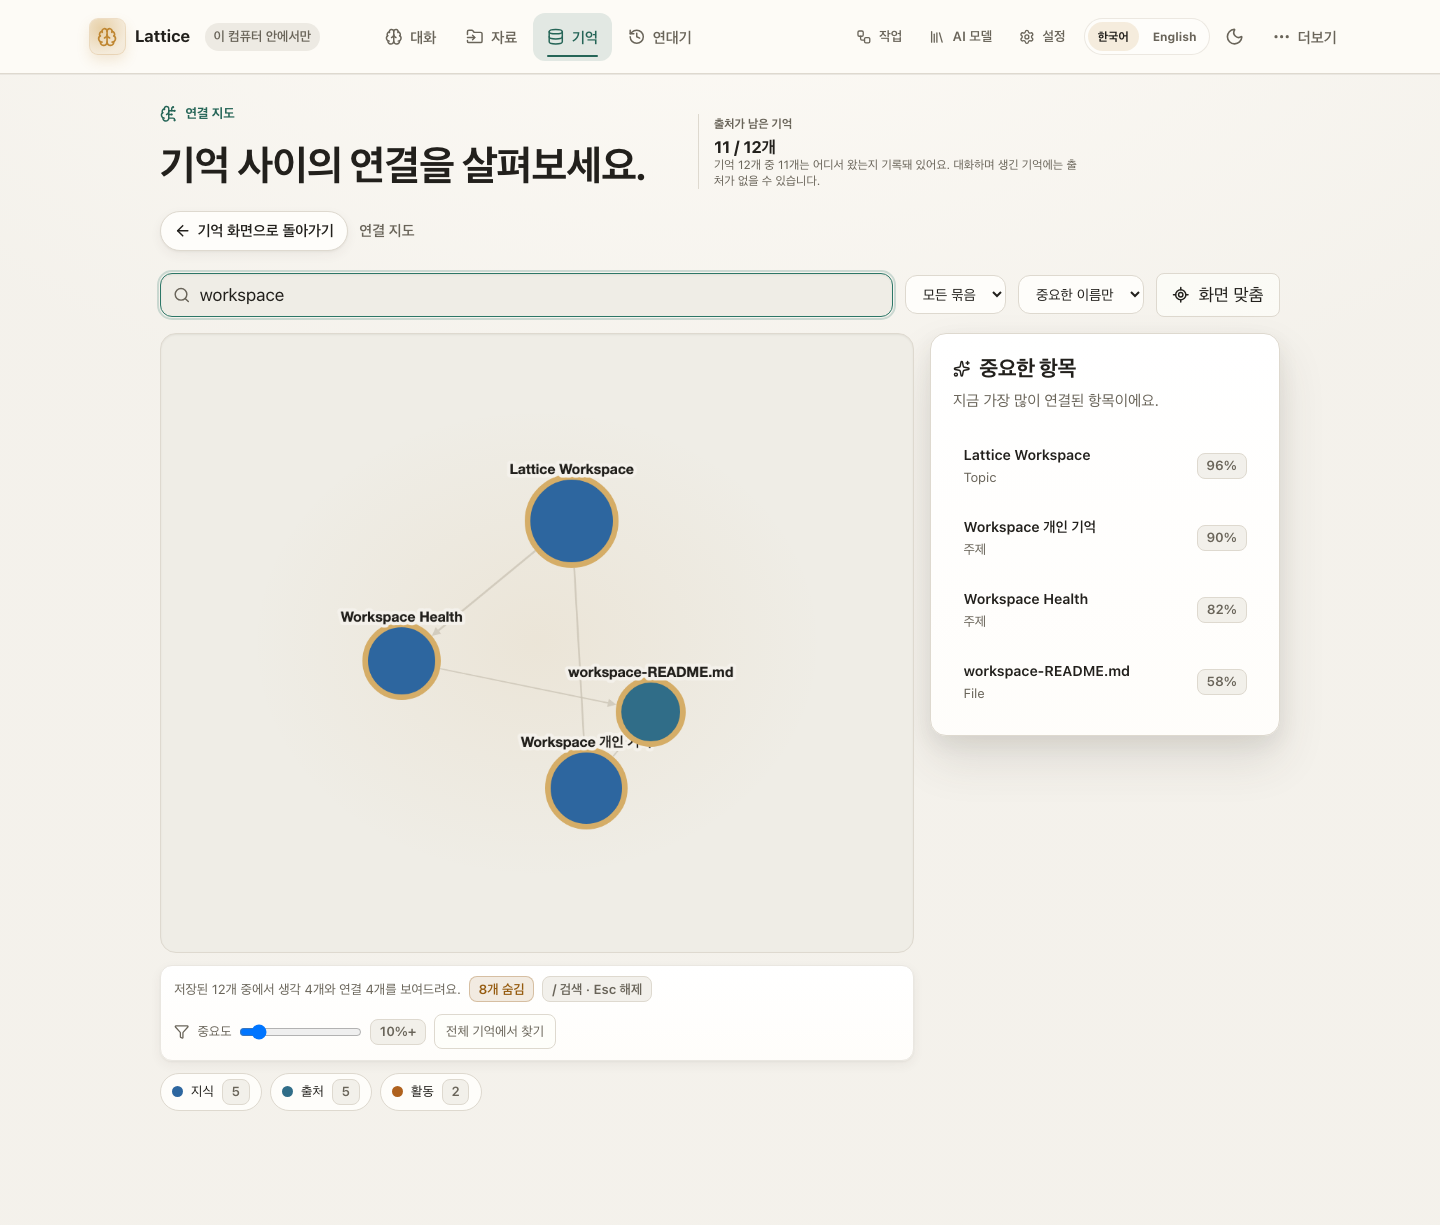 Lattice
이 컴퓨터 안에서만
대화
자료
기억
연대기
작업
AI 모델
설정
한국어
English
더보기
연결 지도
기억 사이의 연결을 살펴보세요.
출처가 남은 기억
11 / 12개
기억 12개 중 11개는 어디서 왔는지 기록돼 있어요. 대화하며 생긴 기억에는 출
처가 없을 수 있습니다.
기억 화면으로 돌아가기
연결 지도
workspace
모든 묶음
중요한 이름만
화면 맞춤
Lattice Workspace
Workspace Health
workspace-README.md
Workspace 개인
중요한 항목
지금 가장 많이 연결된 항목이에요.
Lattice Workspace
Topic
96%
Workspace 개인 기억
주제
90%
Workspace Health
주제
82%
workspace-README.md
File
58%
저장된 12개 중에서 생각 4개와 연결 4개를 보여드려요.
8개 숨김
/ 검색 · Esc 해제
중요도
10%+
전체 기억에서 찾기
지식 5
출처 5
활동 2